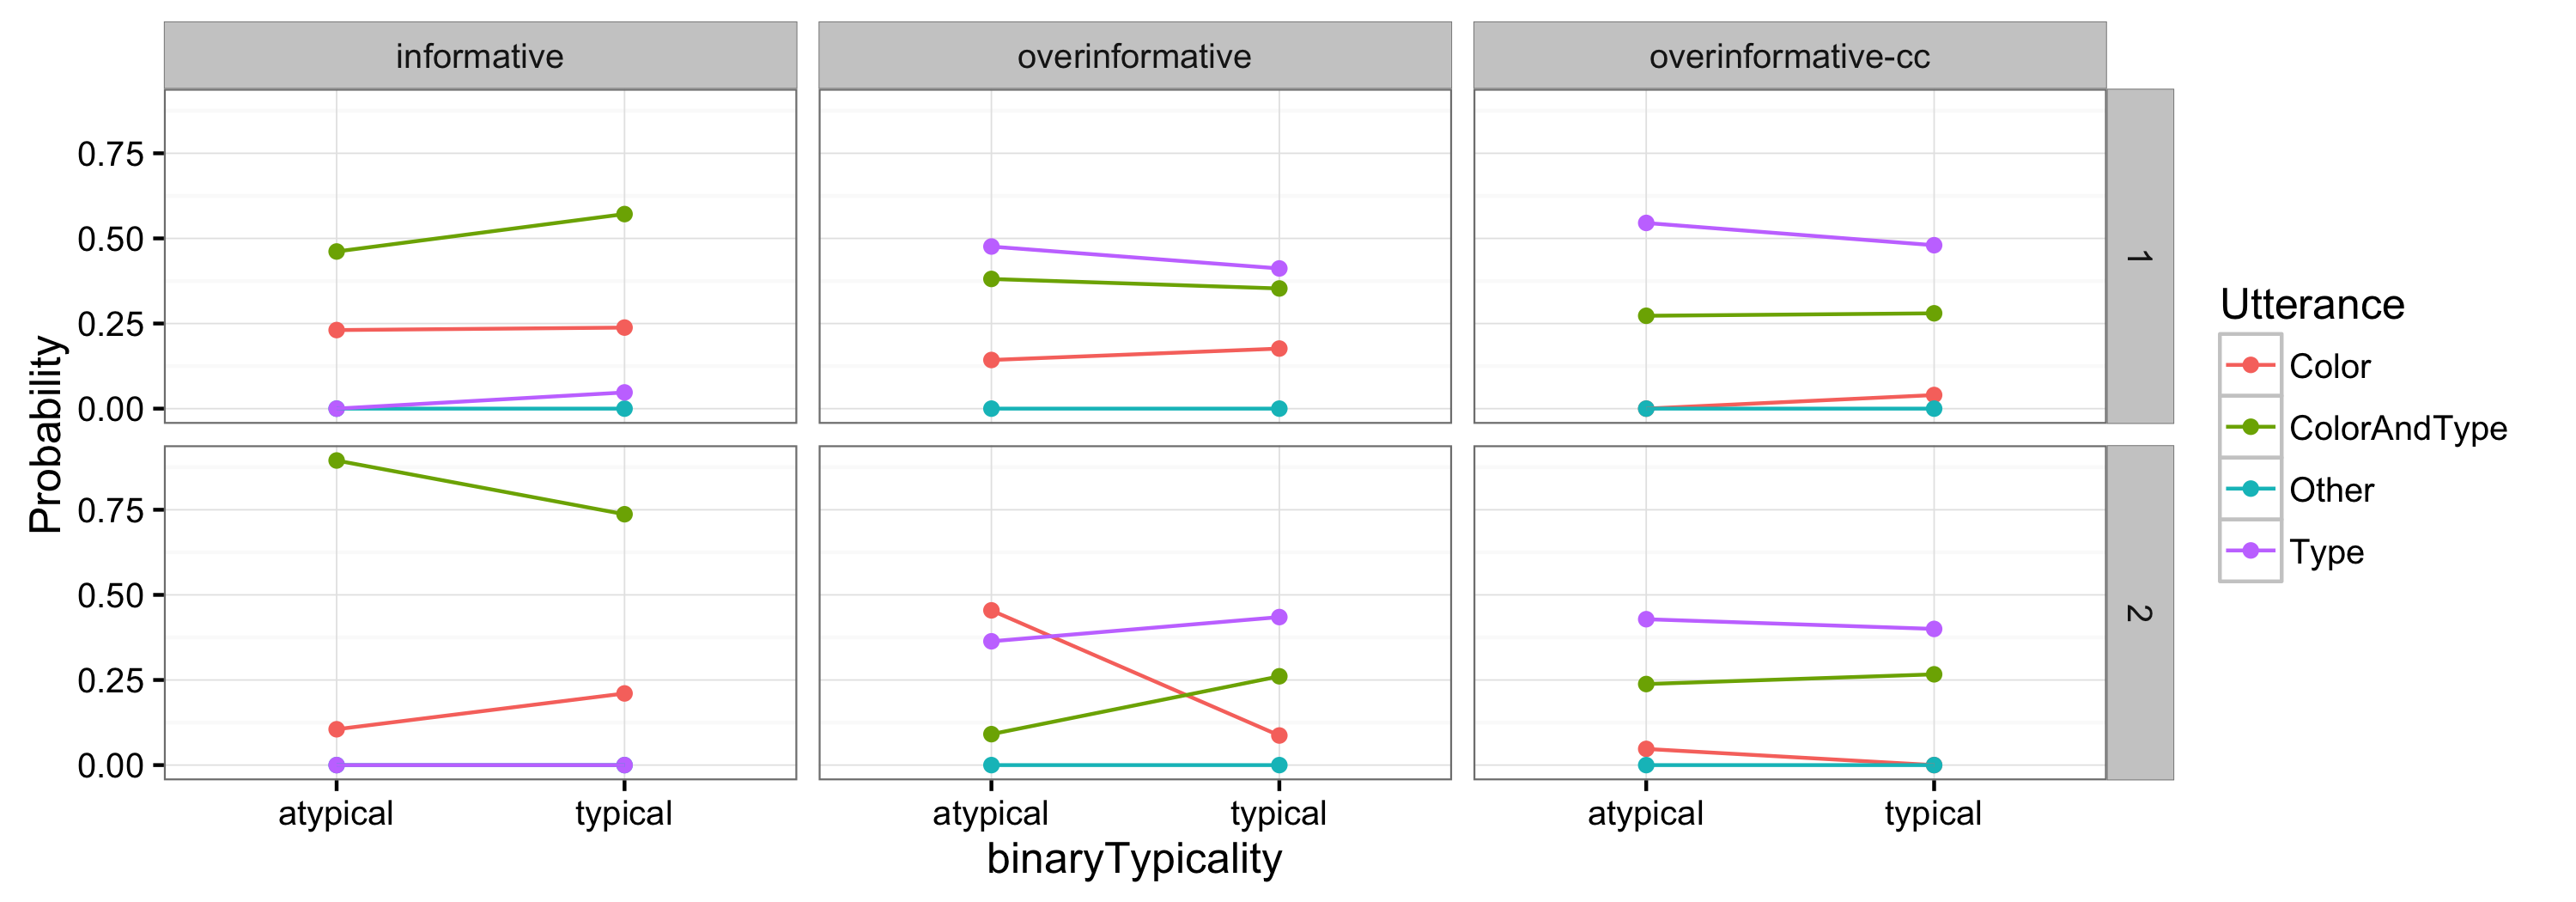 informative
overinformative
overinformative-cc
Probability
0.75
0.50
0.25
0.00
1
0.75
0.50
0.25
0.00
2
atypical
typical
atypical
typical
atypical
typical
binaryTypicality
Utterance
Color
ColorAndType
Other
Type